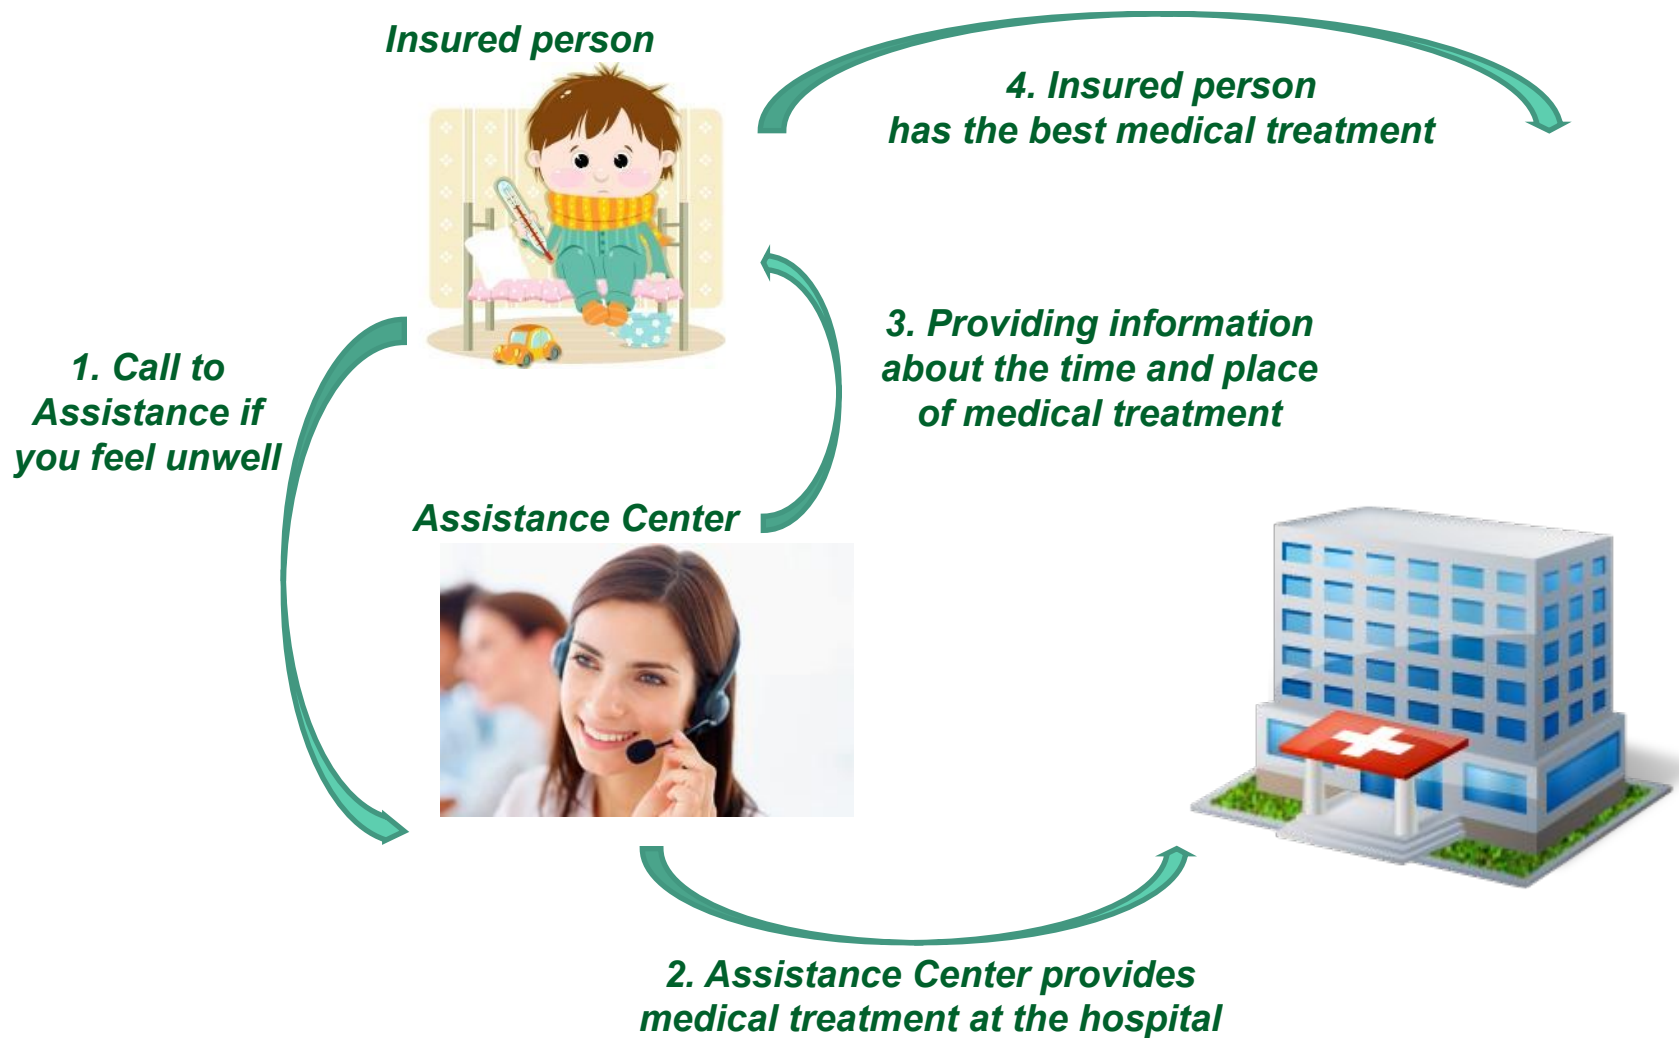 Insured person
4. Insured person
has the best medical treatment
1. Call to
Assistance if
you feel unwell
3. Providing information
about the time and place
of medical treatment
Assistance Center
2. Assistance Center provides
medical treatment at the hospital